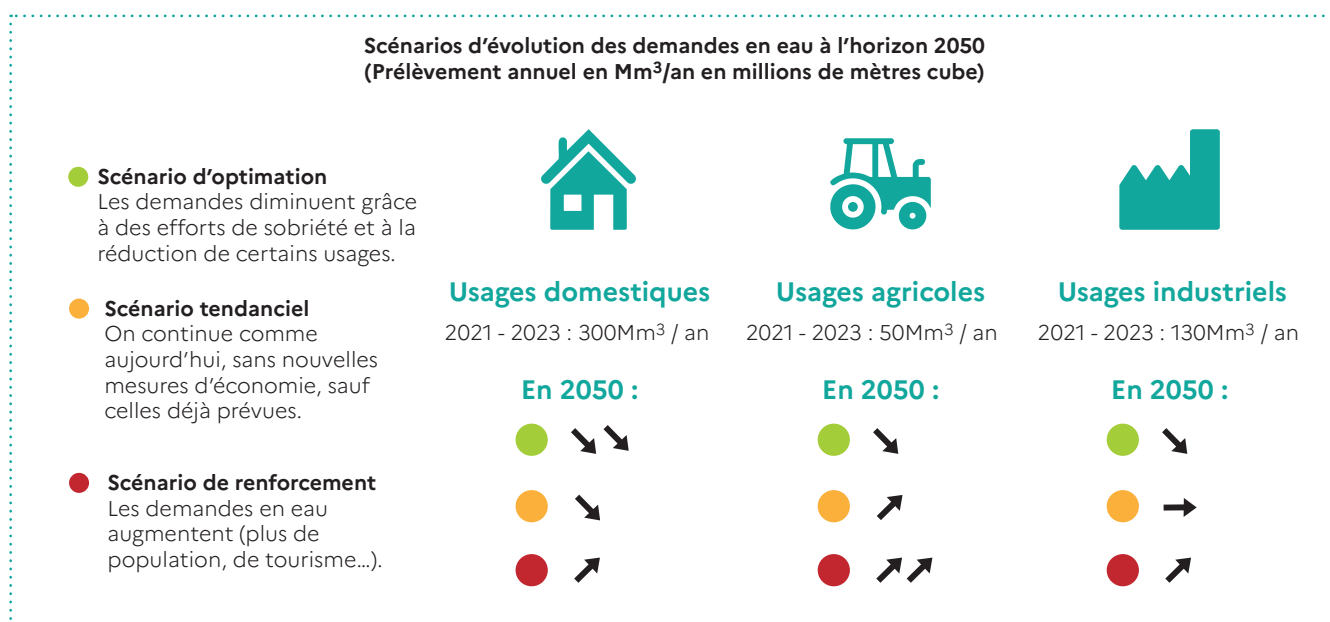 Scénarios d'évolution des demandes en eau à l'horizon 2050
(Prélèvement annuel en Mm³/an en millions de mètres cube)
Scénario d'optimation
Les demandes diminuent grâce
à des efforts de sobriété et à la
réduction de certains usages.
Scénario tendanciel
On continue comme
aujourd'hui, sans nouvelles
mesures d'économie, sauf
celles déjà prévues.
Scénario de renforcement
Les demandes en eau
augmentent (plus de
population, de tourisme…).
Usages domestiques
2021 - 2023 : 300Mm³ / an
En 2050 :
Usages agricoles
2021 - 2023 : 50Mm³ / an
En 2050 :
Usages industriels
2021 - 2023 : 130Mm³ / an
En 2050 :